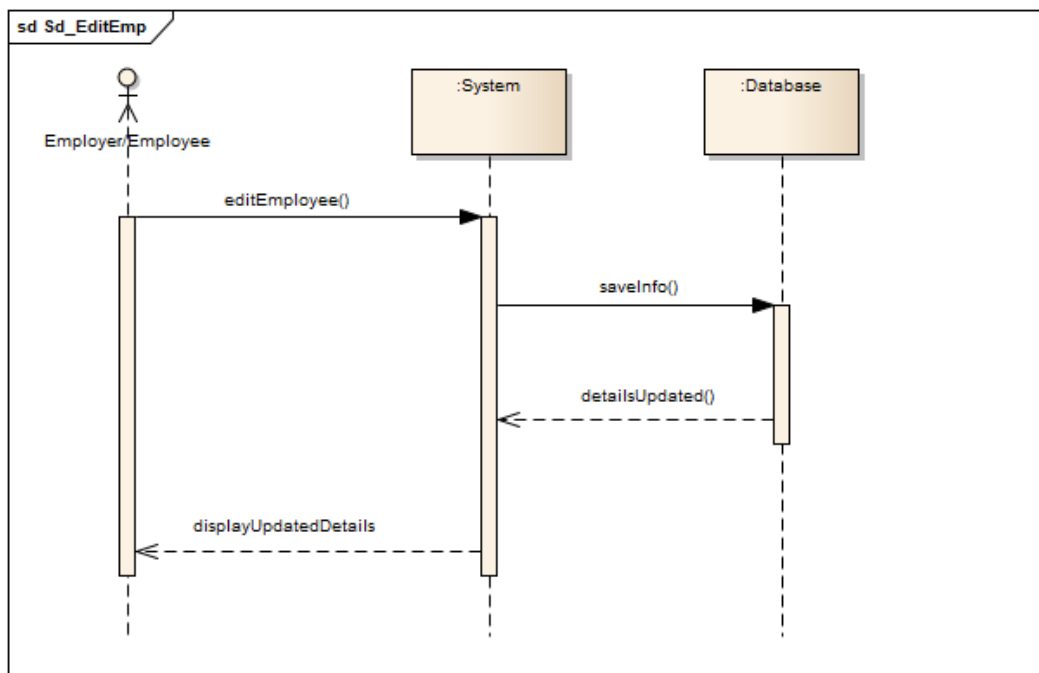 sd Sd_EditEmp
:System
:Database
Employer/Employee
editEmployee()
saveInfo()
detailsUpdated()
displayUpdatedDetails